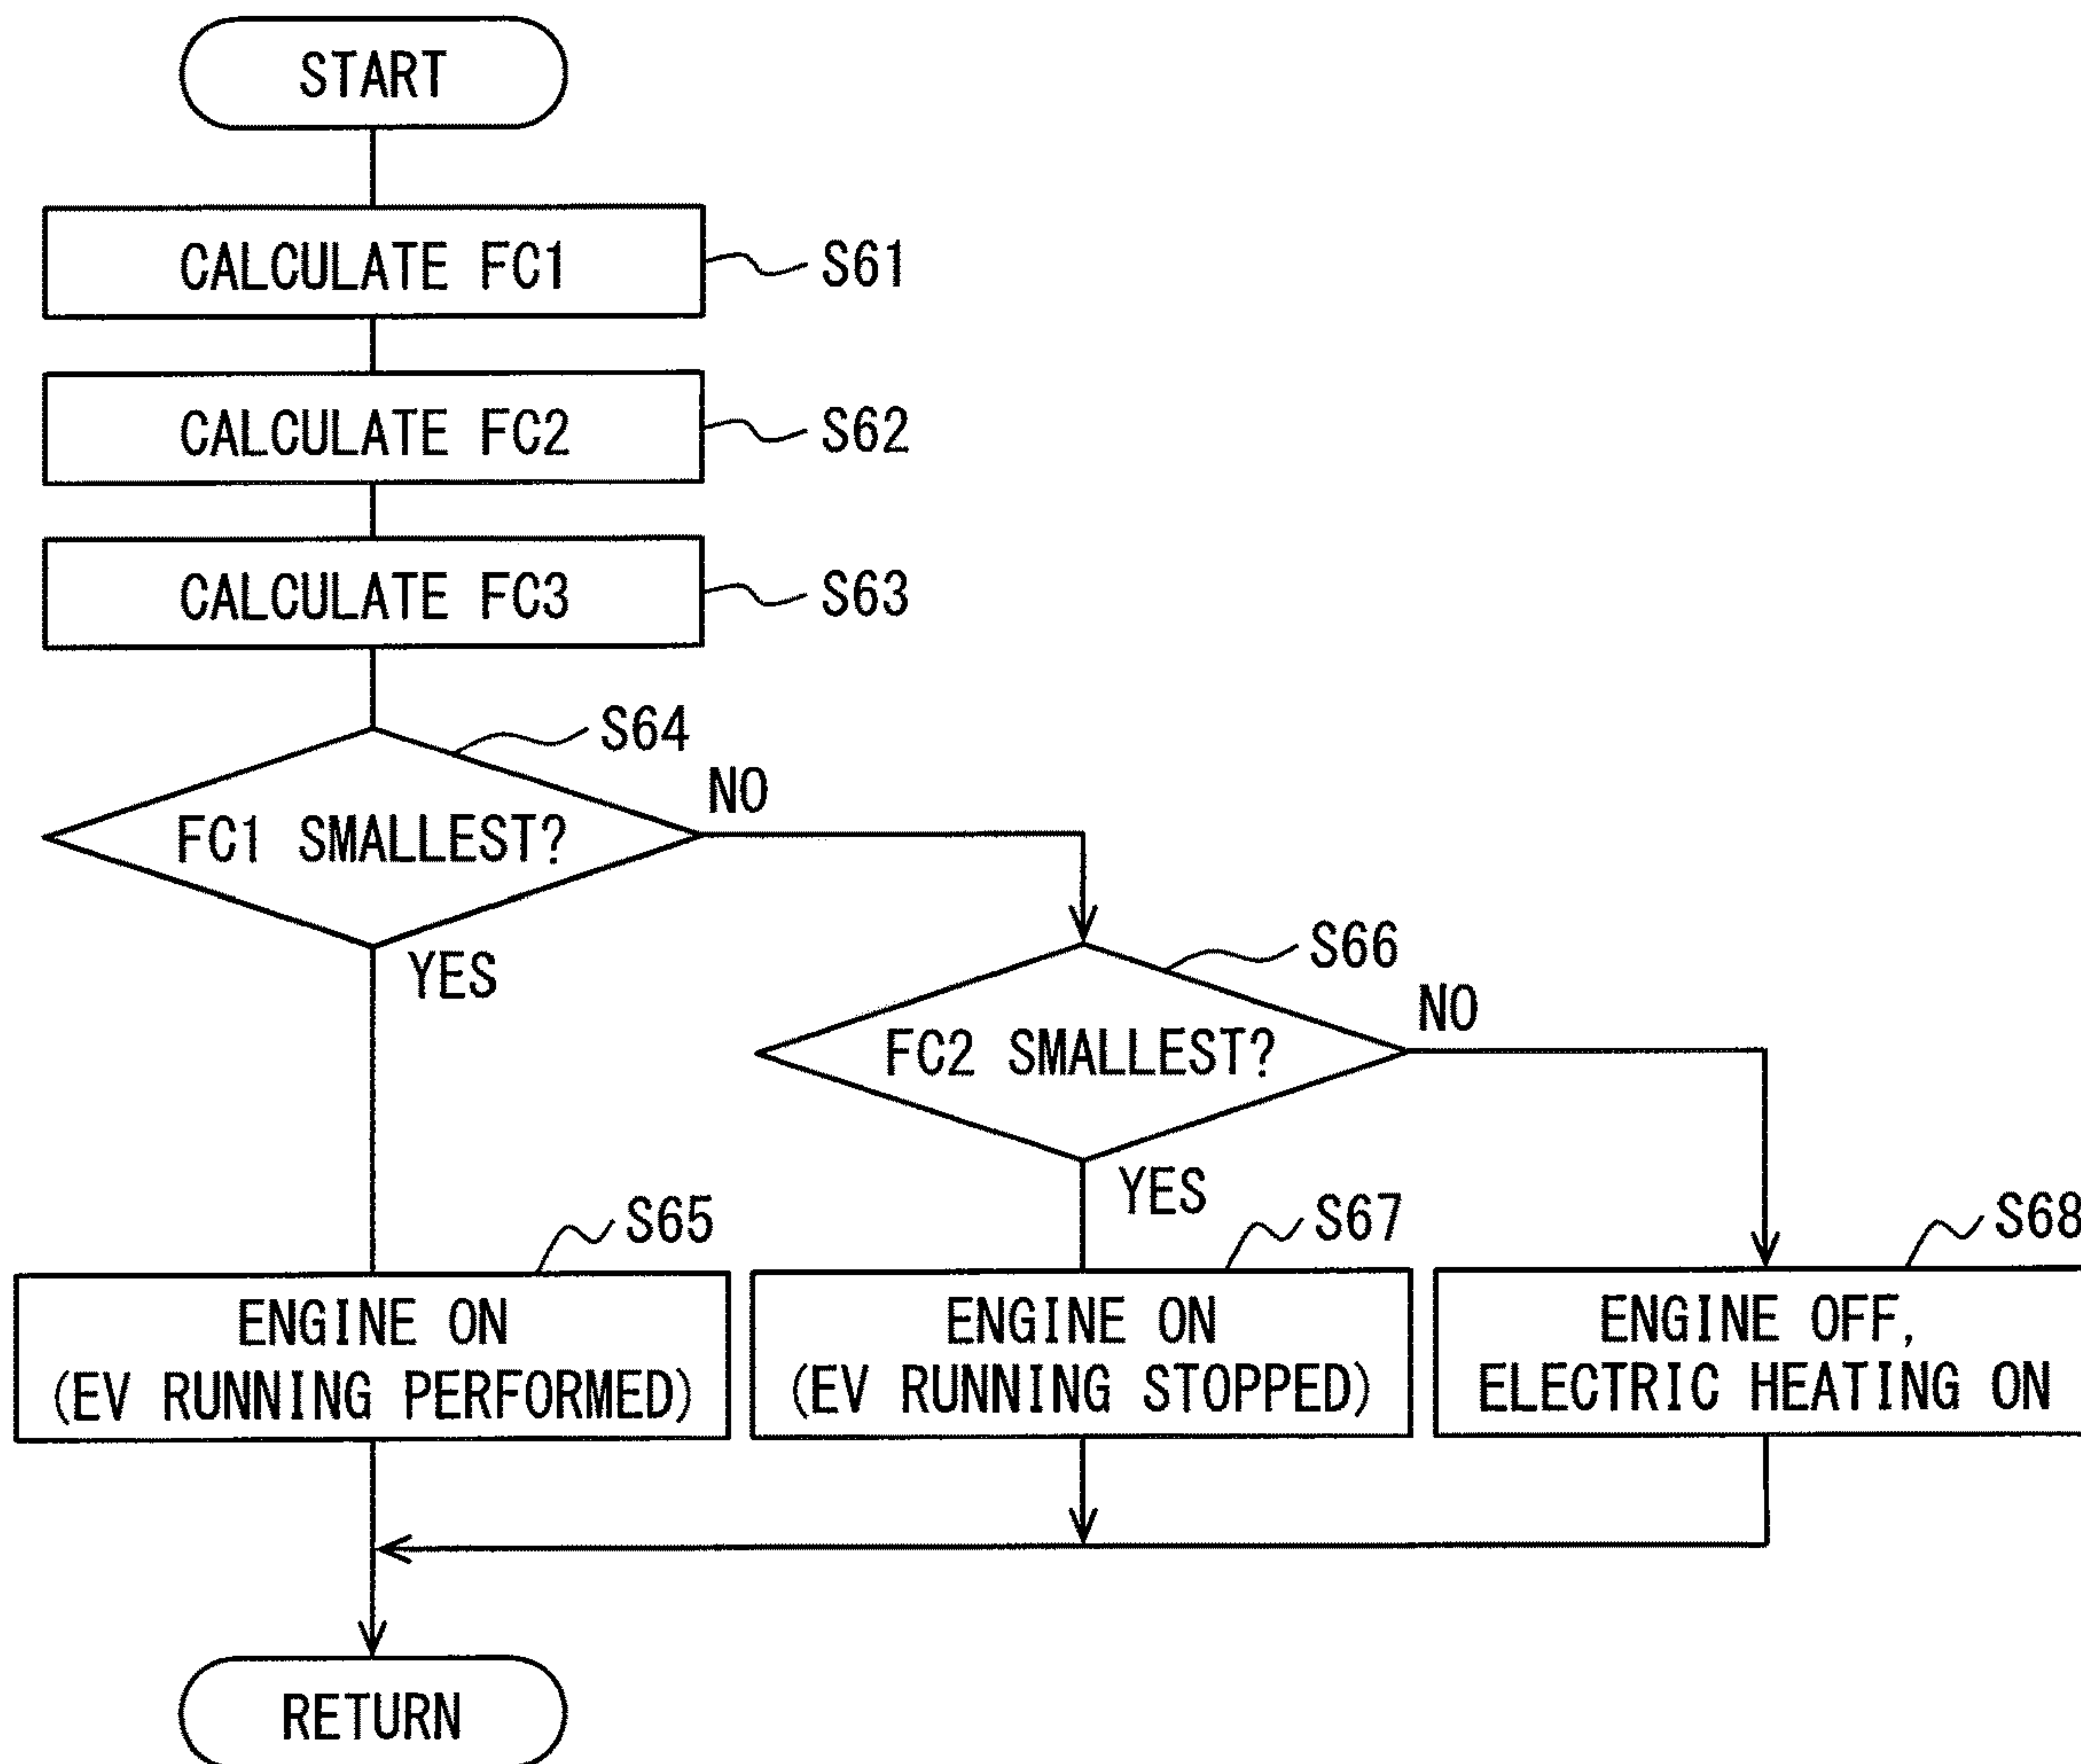 START
CALCULATE FC1
S61
CALCULATE FC2
S62
CALCULATE FC3
S63
S64
FC1 SMALLEST?
NO
YES
S66
FC2 SMALLEST?
NO
YES
S65
ENGINE ON
(EV RUNNING PERFORMED)
S67
ENGINE ON
(EV RUNNING STOPPED)
S68
ENGINE OFF,
ELECTRIC HEATING ON
RETURN